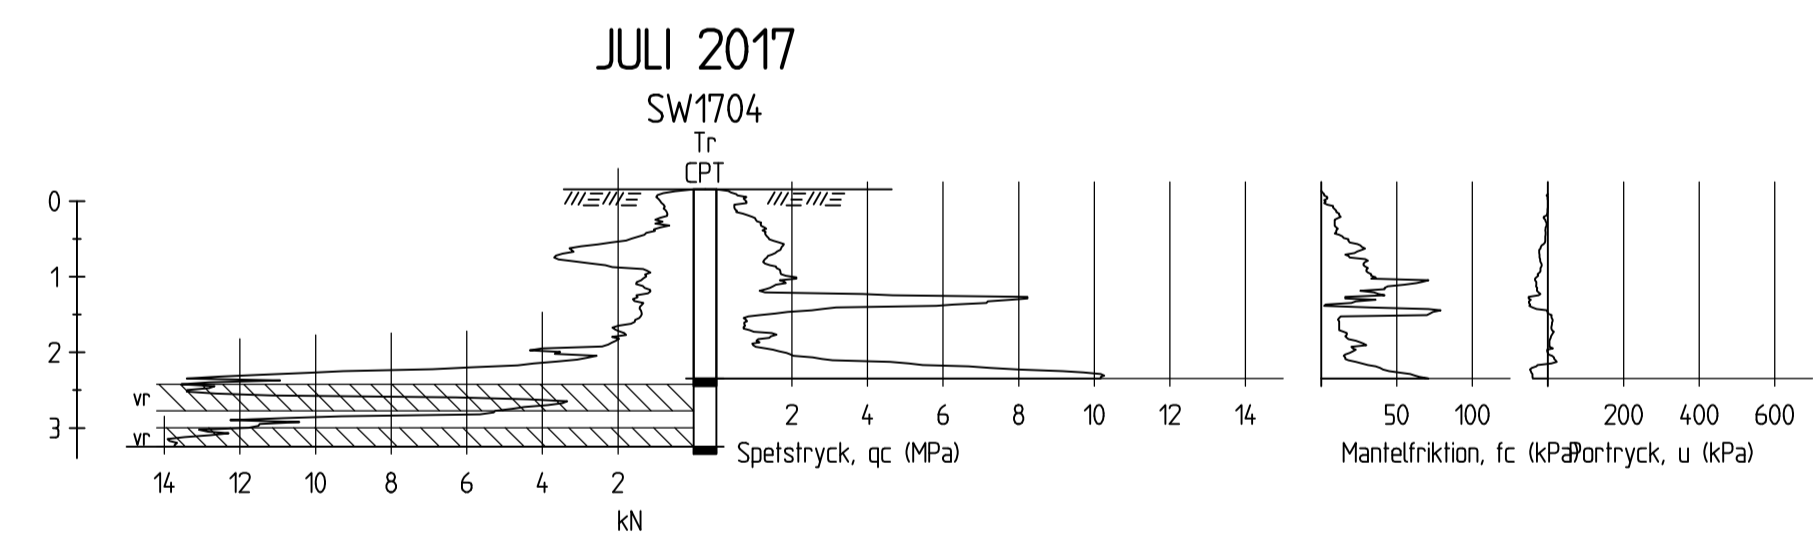 JULI 2017
SW1704
Tr
CPT
0
1
2
3
vr
vr
2 4 6 8 10 12 14
50 100
200 400 600
Spetstryck, qc (MPa)
Mantelfriktion, fc (kPa)
Portryck, u (kPa)
14 12 10 8 6 4 2
kN